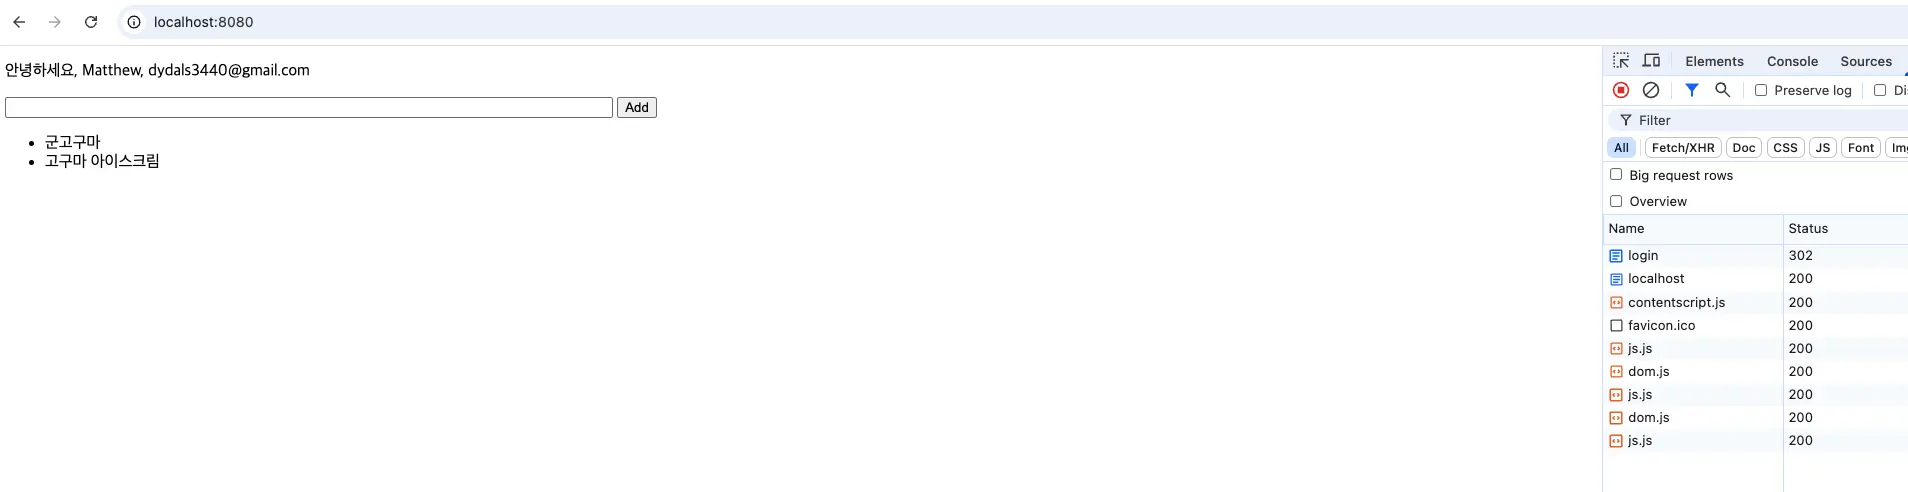 localhost:8080
안녕하세요, Matthew, dydals3440@gmail.com
Add
군고구마
고구마 아이스크림
Elements Console Sources
Preserve log Di
Filter
All Fetch/XHR Doc CSS JS Font Img
Big request rows
Overview
Name Status
login 302
localhost 200
contentscript.js 200
favicon.ico 200
js.js 200
dom.js 200
js.js 200
dom.js 200
js.js 200